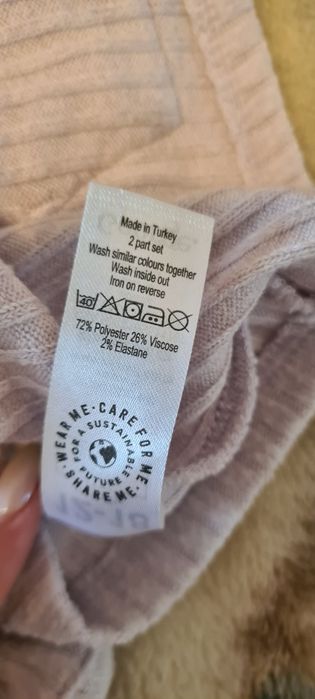 Made in Turkey
2 part set
Wash similar colours together
Wash inside out
Iron on reverse
40
72% Polyester 26% Viscose
2% Elastane
WEAR ME · CARE FOR ME · SHARE ME ·
FOR A SUSTAINABLE FUTURE